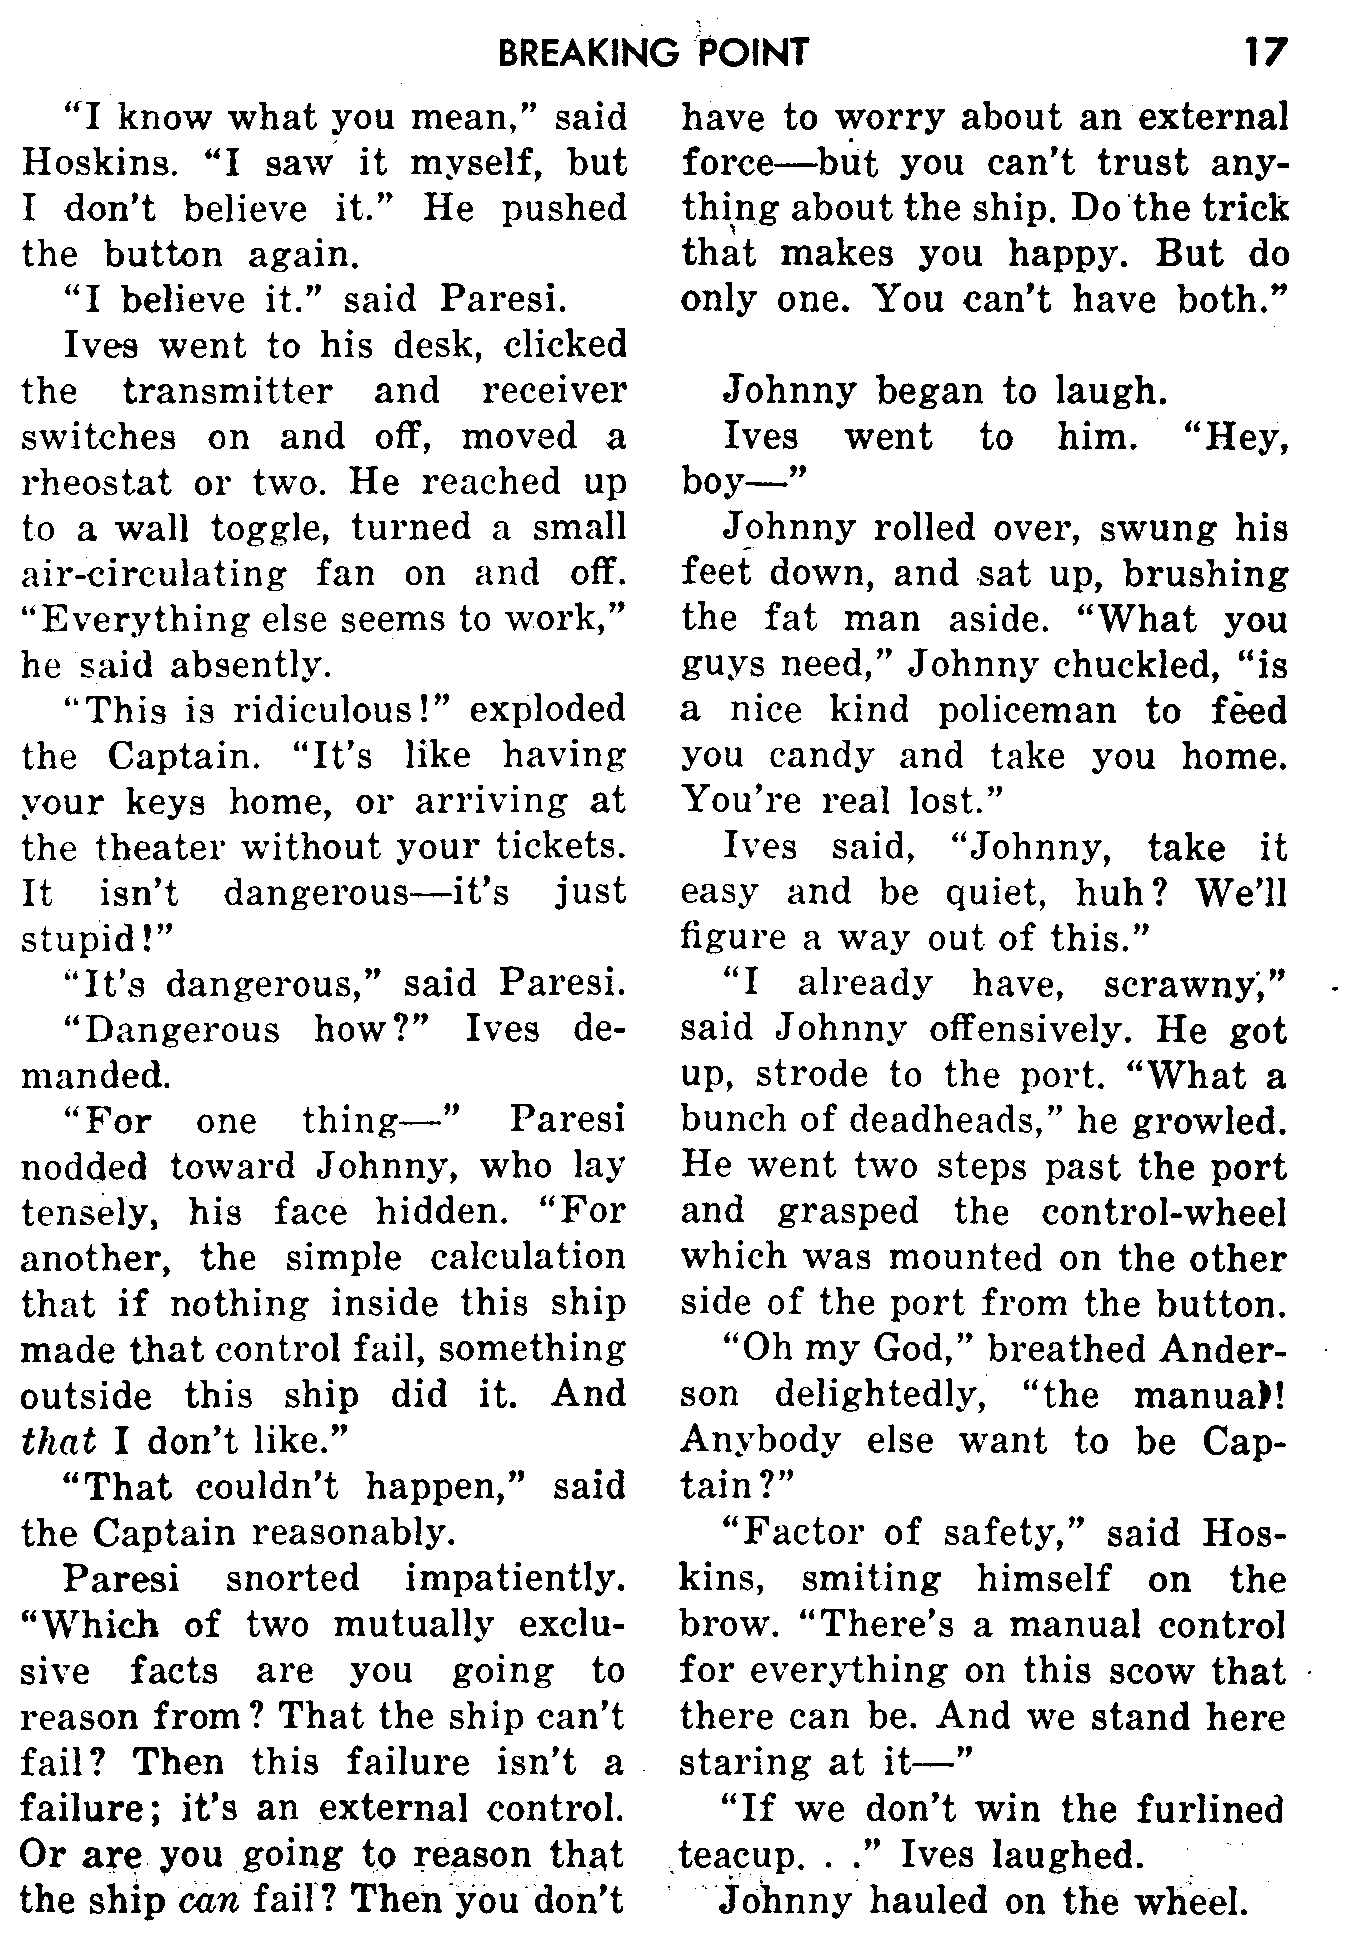 BREAKING POINT 17
“I know what you mean,” said
Hoskins. “I saw it myself, but
I don't believe it.” He pushed
the button again.
“I believe it.” said Paresi.
Ives went to his desk, clicked
the transmitter and receiver
switches on and off, moved a
rheostat or two. He reached up
to a wall toggle, turned a small
air-circulating fan on and off.
“Everything else seems to work,”
he said absently.
“This is ridiculous!” exploded
the Captain. “It's like having
your keys home, or arriving at
the theater without your tickets.
It isn't dangerous—it's just
stupid!”
“It's dangerous,” said Paresi.
“Dangerous how?” Ives de-
manded.
“For one thing—” Paresi
nodded toward Johnny, who lay
tensely, his face hidden. “For
another, the simple calculation
that if nothing inside this ship
made that control fail, something
outside this ship did it. And
that I don't like.”
“That couldn't happen,” said
the Captain reasonably.
Paresi snorted impatiently.
“Which of two mutually exclu-
sive facts are you going to
reason from? That the ship can't
fail? Then this failure isn't a
failure; it's an external control.
Or are you going to reason that
the ship can fail? Then you don't
have to worry about an external
force—but you can't trust any-
thing about the ship. Do the trick
that makes you happy. But do
only one. You can't have both.”
Johnny began to laugh.
Ives went to him. “Hey,
boy—”
Johnny rolled over, swung his
feet down, and sat up, brushing
the fat man aside. “What you
guys need,” Johnny chuckled, “is
a nice kind policeman to feed
you candy and take you home.
You're real lost.”
Ives said, “Johnny, take it
easy and be quiet, huh? We'll
figure a way out of this.”
“I already have, scrawny,”
said Johnny offensively. He got
up, strode to the port. “What a
bunch of deadheads,” he growled.
He went two steps past the port
and grasped the control-wheel
which was mounted on the other
side of the port from the button.
“Oh my God,” breathed Ander-
son delightedly, “the manual!
Anybody else want to be Cap-
tain?”
“Factor of safety,” said Hos-
kins, smiting himself on the
brow. “There's a manual control
for everything on this scow that
there can be. And we stand here
staring at it—”
“If we don't win the furlined
teacup. . .” Ives laughed.
Johnny hauled on the wheel.